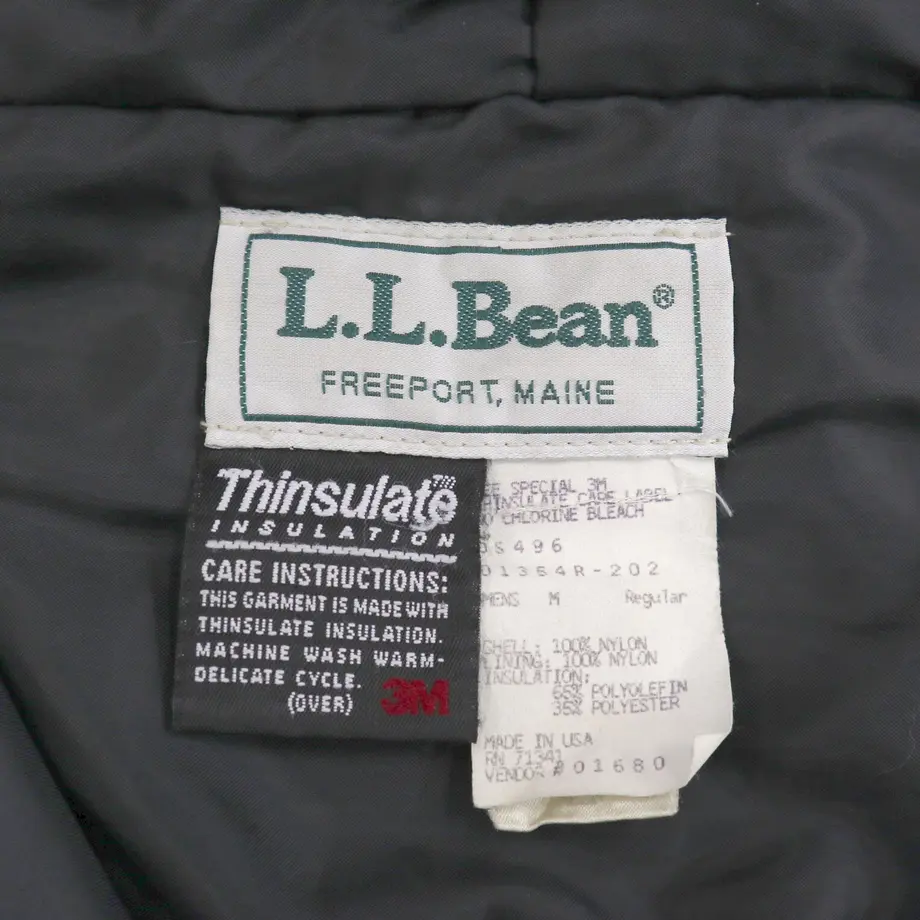 L.L.Bean®
FREEPORT, MAINE
Thinsulate™
INSULATION
CARE INSTRUCTIONS:
THIS GARMENT IS MADE WITH
THINSULATE INSULATION.
MACHINE WASH WARM-
DELICATE CYCLE.
(OVER)
3M
SPECIAL 3M
CARE LABEL
CHLORINE BLEACH
01364R-202
MENS M Regular
SHELL: 100% NYLON
LINING: 100% NYLON
INSULATION:
65% POLYOLEFIN
35% POLYESTER
MADE IN USA
RN 71341
VENDOR #01680